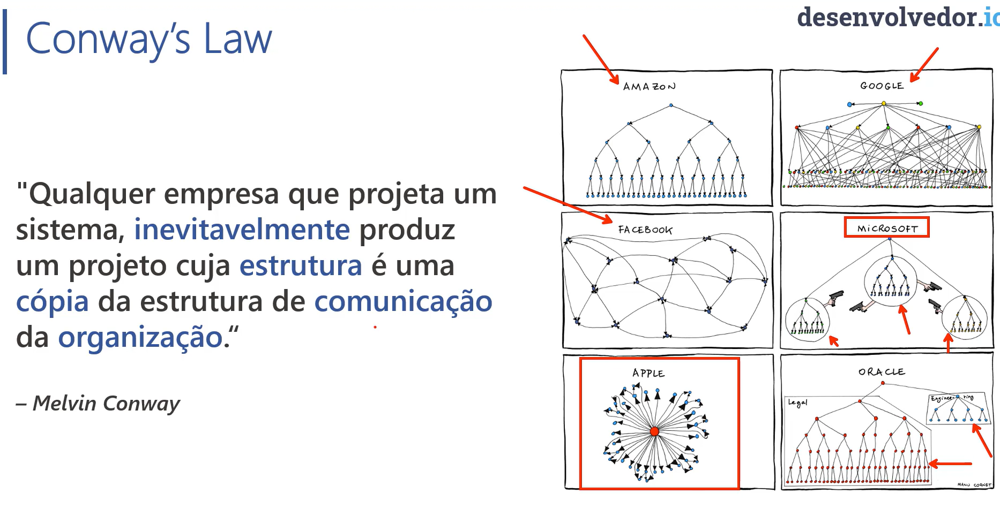 Conway's Law
desenvolvedor.io
"Qualquer empresa que projeta um
sistema, inevitavelmente produz
um projeto cuja estrutura é uma
cópia da estrutura de comunicação
da organização.“
– Melvin Conway
AMAZON
GOOGLE
FACEBOOK
MICROSOFT
APPLE
ORACLE
Legal
Engineering
MANU CORNET